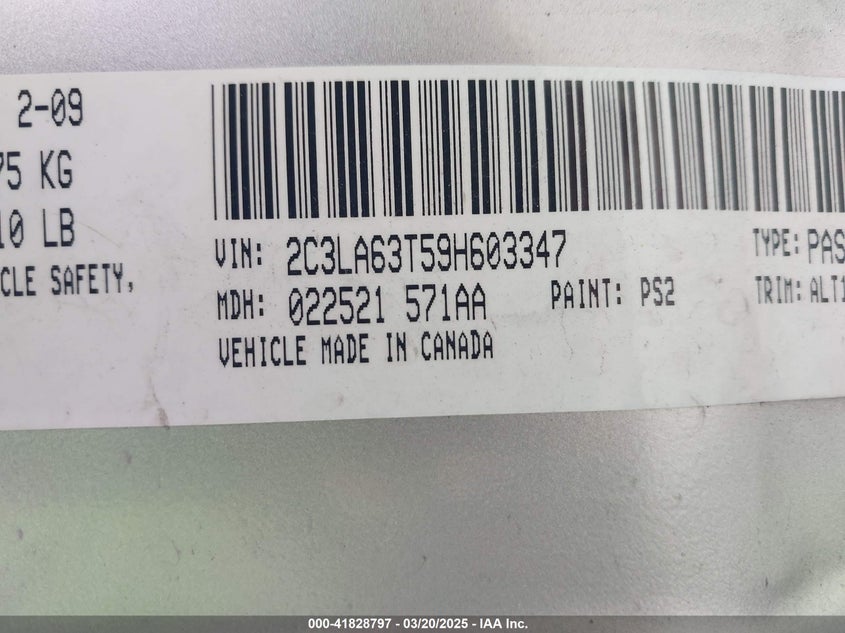 2-09
75 KG
10 LB
CLE SAFETY,
VIN: 2C3LA63T59H603347
TYPE: PAS
MDH: 022521 571AA
PAINT: PS2
TRIM: ALT1
VEHICLE MADE IN CANADA
000-41828797 - 03/20/2025 - IAA Inc.